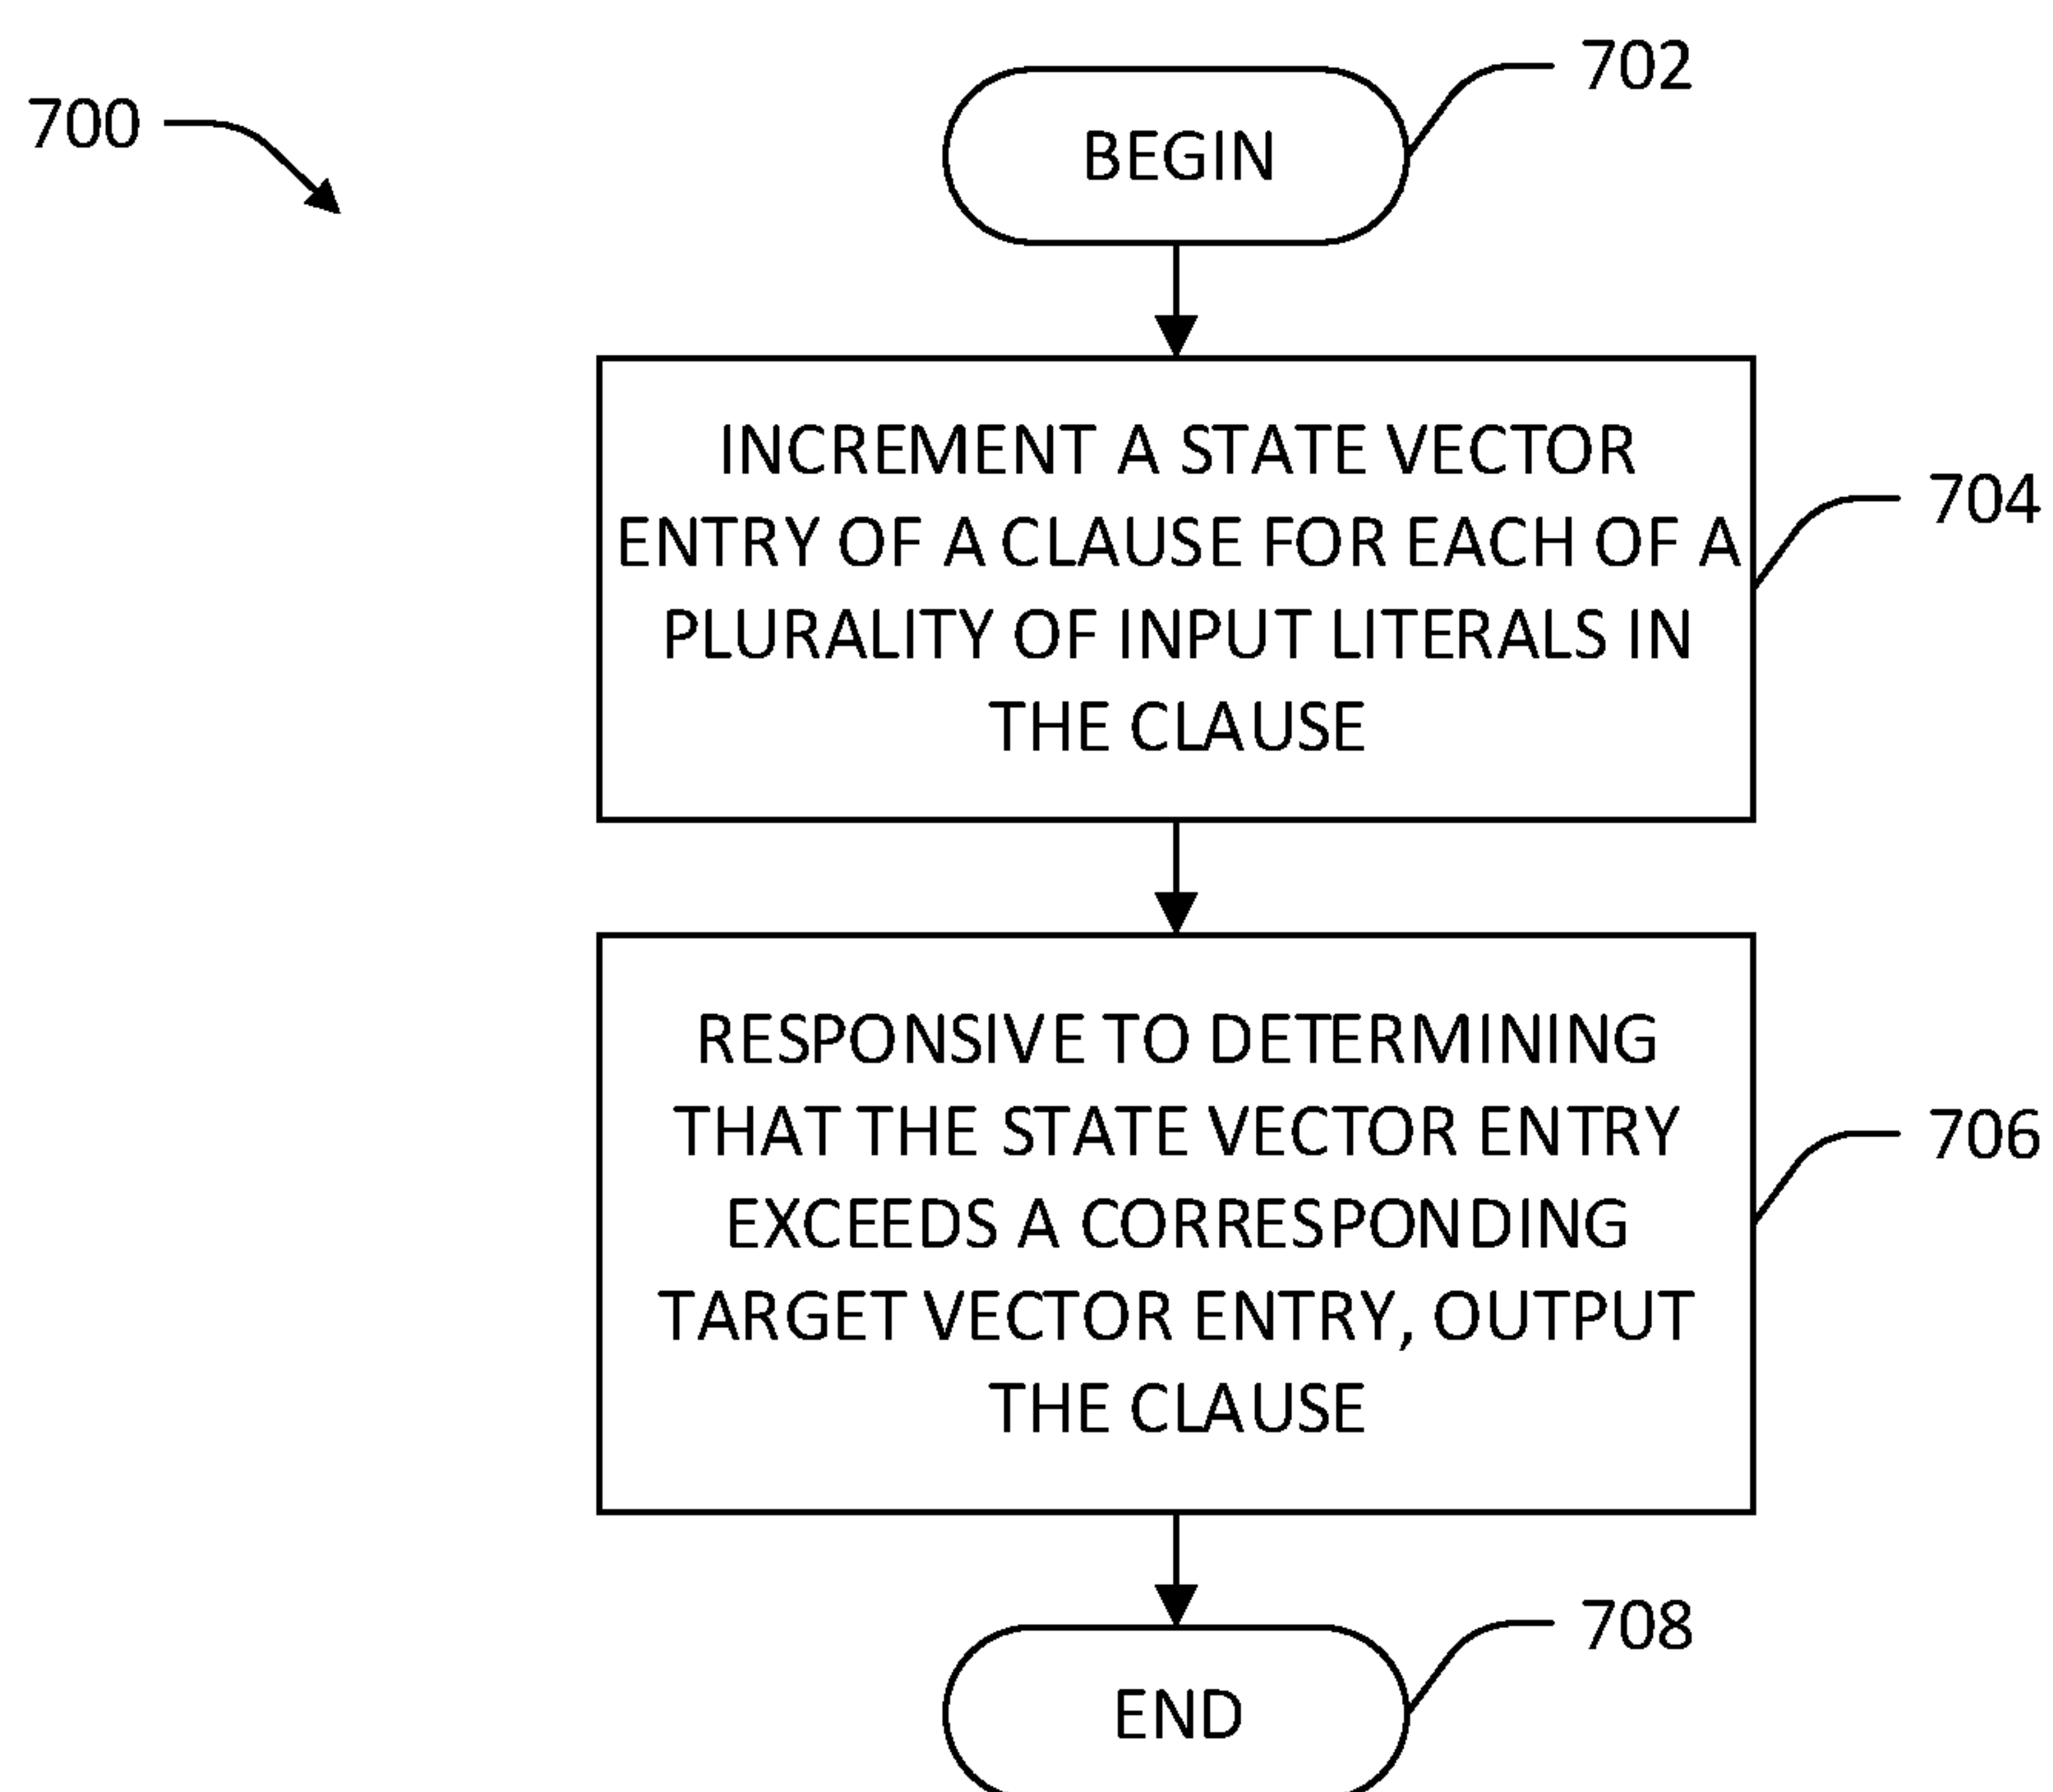 702
700
BEGIN
INCREMENT A STATE VECTOR
ENTRY OF A CLAUSE FOR EACH OF A
PLURALITY OF INPUT LITERALS IN
THE CLAUSE
704
RESPONSIVE TO DETERMINING
THAT THE STATE VECTOR ENTRY
EXCEEDS A CORRESPONDING
TARGET VECTOR ENTRY, OUTPUT
THE CLAUSE
706
708
END